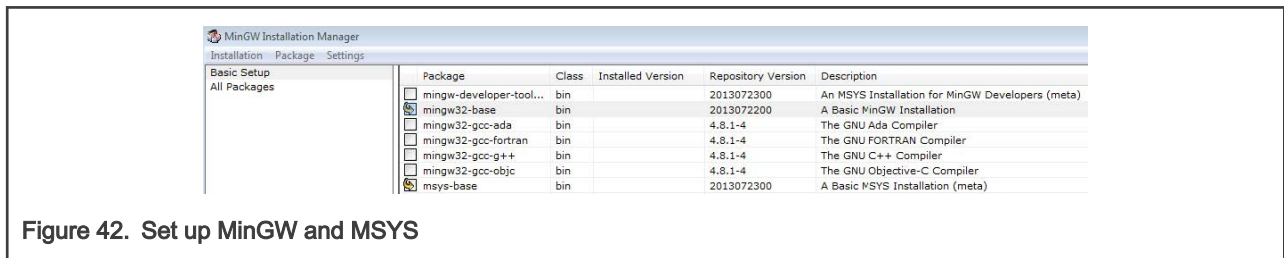 MinGW Installation Manager
Installation Package Settings
Basic Setup
All Packages
Package Class Installed Version Repository Version Description
mingw-developer-tool... bin 2013072300 An MSYS Installation for MinGW Developers (meta)
mingw32-base bin 2013072200 A Basic MinGW Installation
mingw32-gcc-ada bin 4.8.1-4 The GNU Ada Compiler
mingw32-gcc-fortran bin 4.8.1-4 The GNU FORTRAN Compiler
mingw32-gcc-g++ bin 4.8.1-4 The GNU C++ Compiler
mingw32-gcc-objc bin 4.8.1-4 The GNU Objective-C Compiler
msys-base bin 2013072300 A Basic MSYS Installation (meta)
Figure 42. Set up MinGW and MSYS